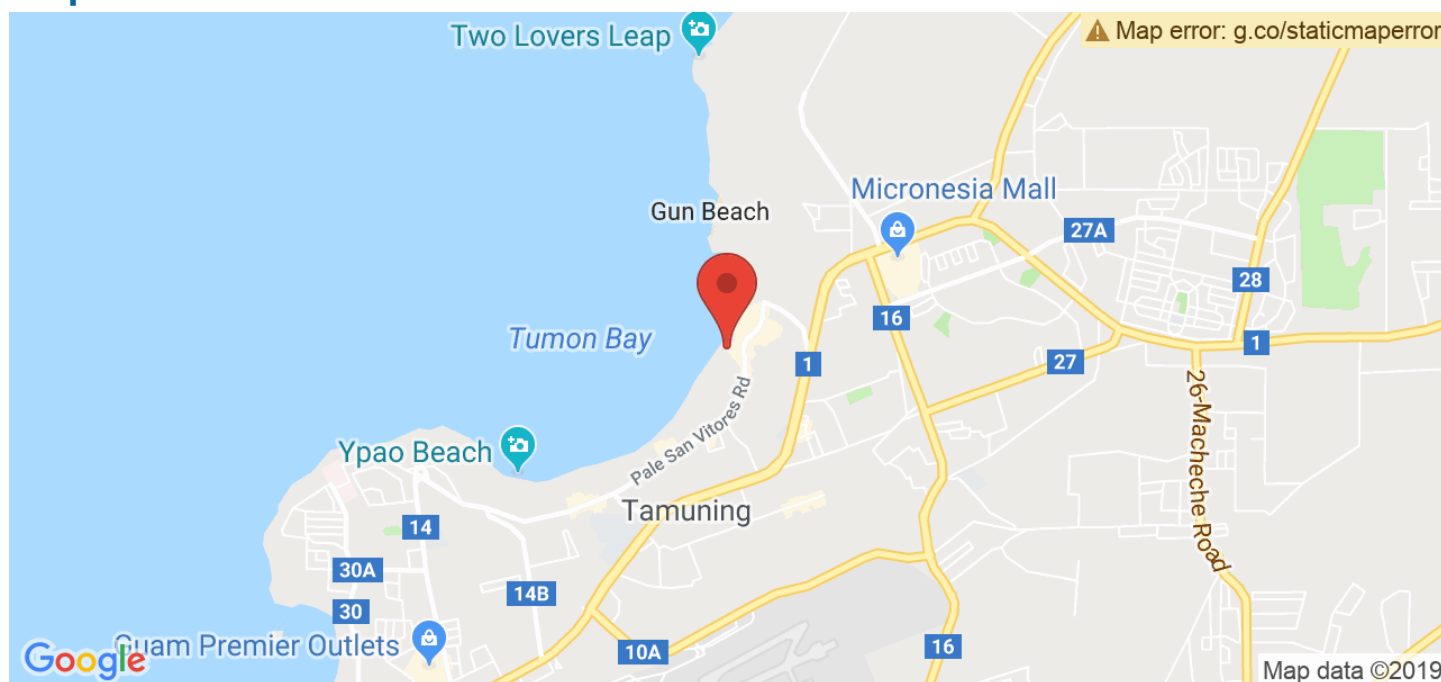 Two Lovers Leap
Map error: g.co/staticmaperror
Micronesia Mall
Gun Beach
27A
28
16
Tumon Bay
1
1
27
Pale San Vitores Rd
26-Macheche-Road
Ypao Beach
Tamuning
14
30A
14B
30
Guam Premier Outlets
10A
16
Google
Map data ©2019